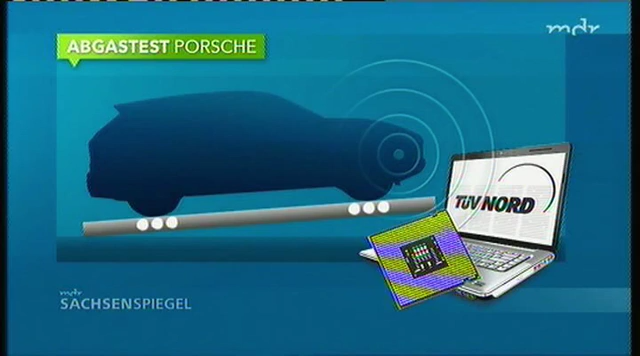 mdr
ABGASTEST PORSCHE
TÜV NORD
mdr
SACHSENSPIEGEL